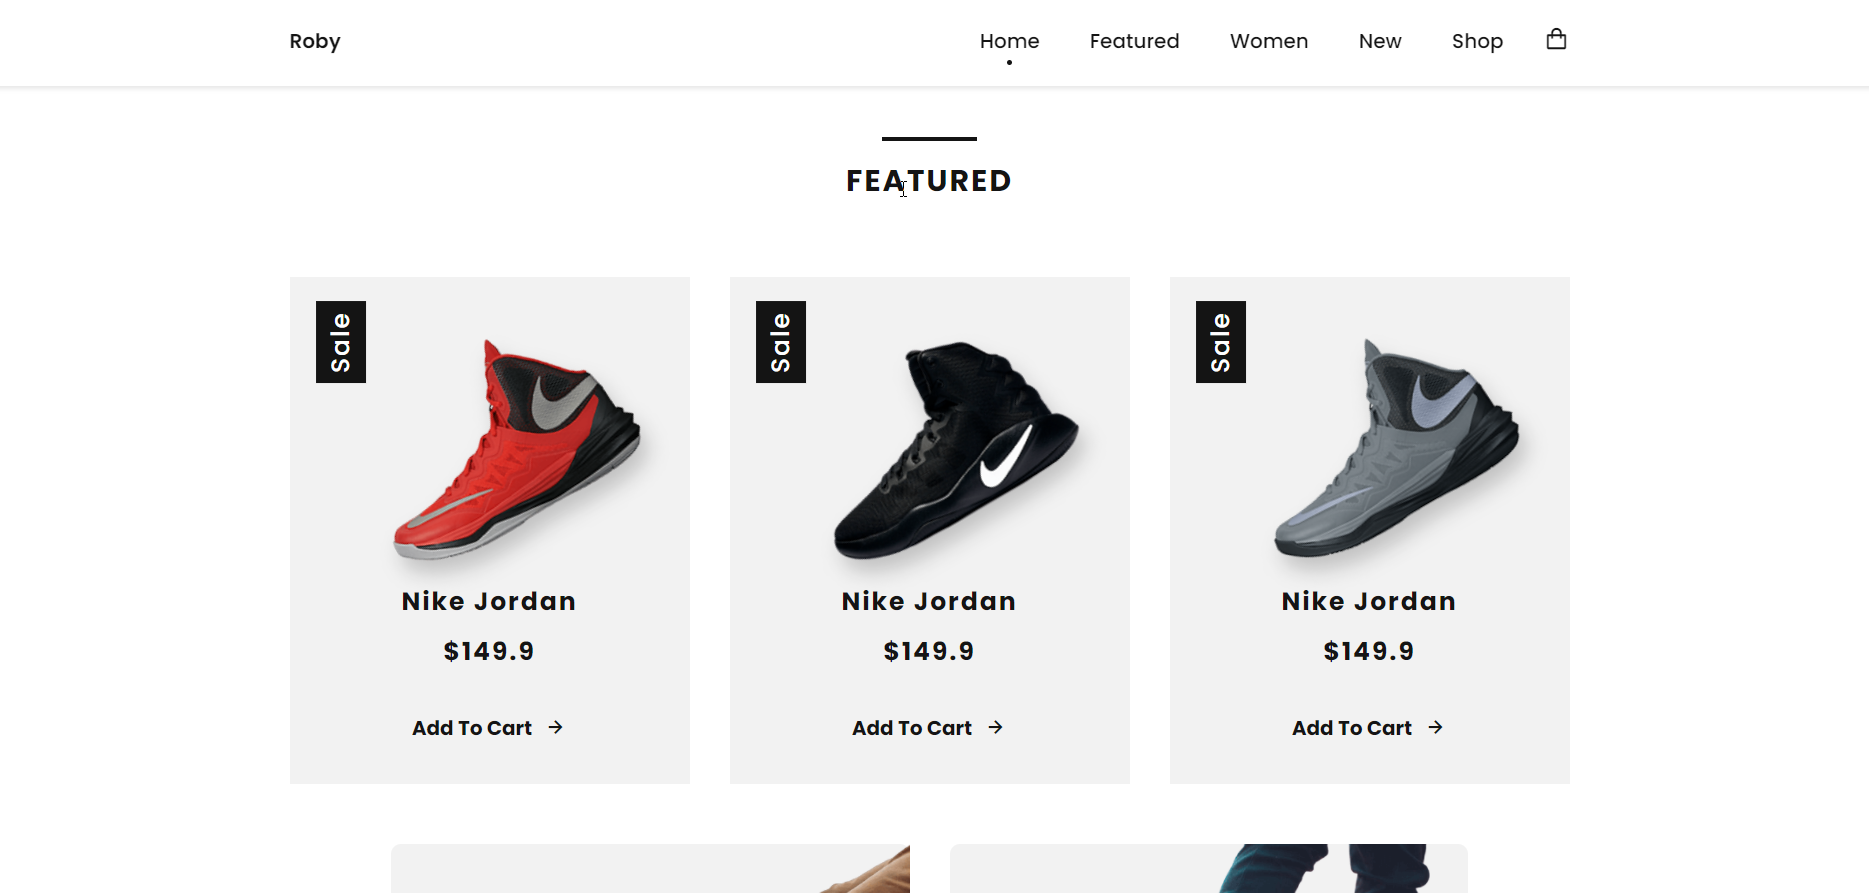 Roby Home Featured Women New Shop
FEATURED
Sale Sale Sale
Nike Jordan Nike Jordan Nike Jordan
$149.9 $149.9 $149.9
Add To Cart Add To Cart Add To Cart